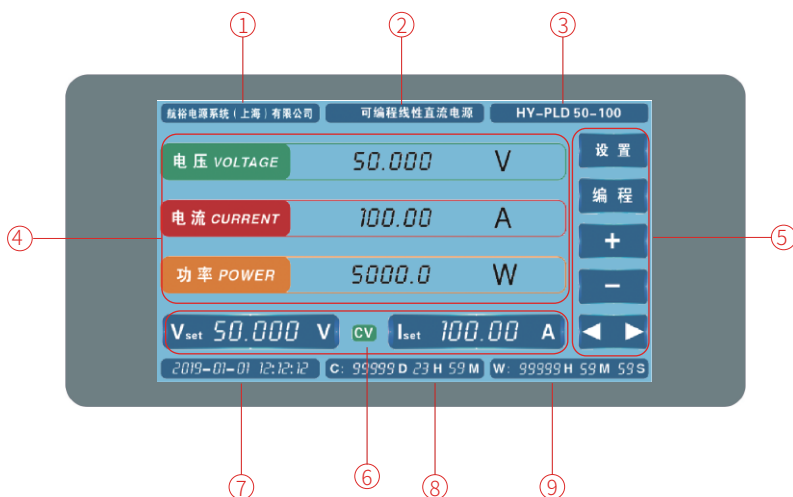 ① ② ③
航裕电源系统（上海）有限公司 可编程线性直流电源 HY-PLD 50-100
电压 VOLTAGE 50.000 V
设置
编程
电流 CURRENT 100.00 A
+
④ ⑤
功率 POWER 5000.0 W
−
Vset 50.000 V CV Iset 100.00 A ◀ ▶
2019-01-01 12:12:12 C: 99999 D 23 H 59 M W: 99999 H 59 M 59 S
⑥
⑦ ⑧ ⑨